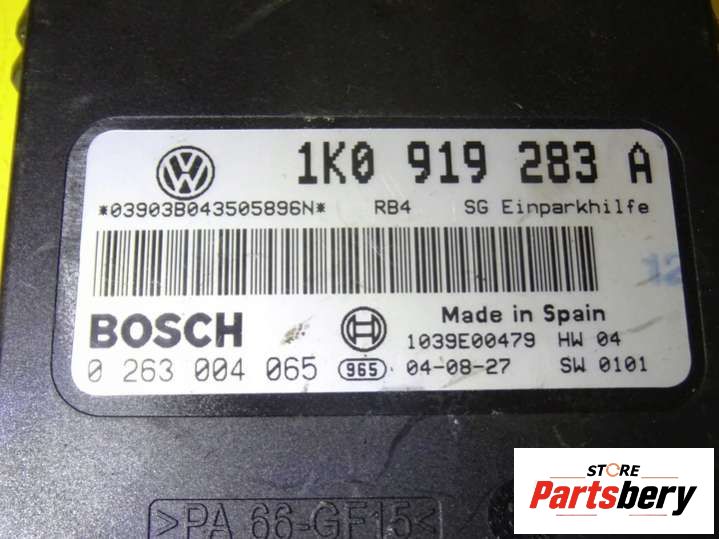 1K0 919 283 A
*03903B043505896N* RB4 SG Einparkhilfe
12
BOSCH
Made in Spain
1039E00479 HW 04
0 263 004 065 965 04-08-27 SW 0101
>PA 66-GF15<
STORE
Partsbery